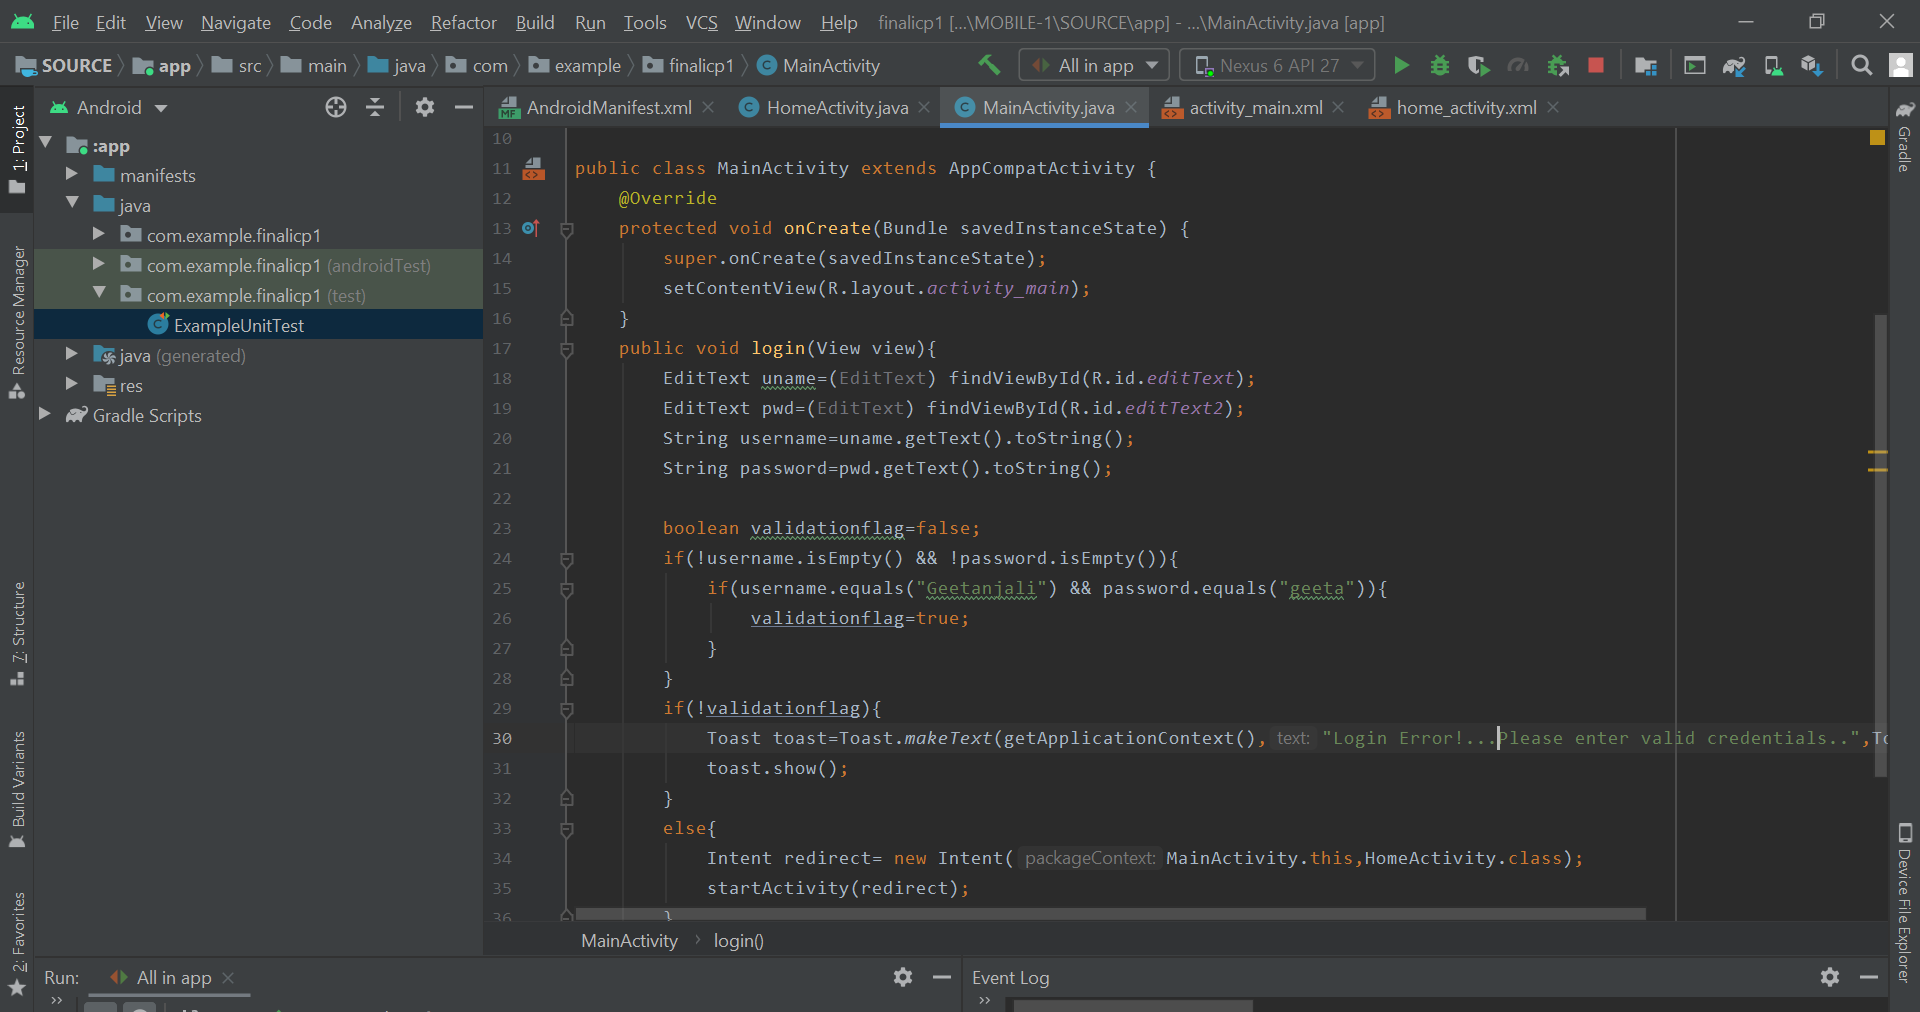 File Edit View Navigate Code Analyze Refactor Build Run Tools VCS Window Help finalicp1 [...\MOBILE-1\SOURCE\app] - ...\MainActivity.java [app]
SOURCE app src main java com example finalicp1 MainActivity All in app Nexus 6 API 27
1: Project
Resource Manager
7: Structure
Build Variants
2: Favorites
Android
:app
manifests
java
com.example.finalicp1
com.example.finalicp1 (androidTest)
com.example.finalicp1 (test)
ExampleUnitTest
java (generated)
res
Gradle Scripts
AndroidManifest.xml HomeActivity.java MainActivity.java activity_main.xml home_activity.xml
10
11 public class MainActivity extends AppCompatActivity {
12 @Override
13 protected void onCreate(Bundle savedInstanceState) {
14 super.onCreate(savedInstanceState);
15 setContentView(R.layout.activity_main);
16 }
17 public void login(View view){
18 EditText uname=(EditText) findViewById(R.id.editText);
19 EditText pwd=(EditText) findViewById(R.id.editText2);
20 String username=uname.getText().toString();
21 String password=pwd.getText().toString();
22
23 boolean validationflag=false;
24 if(!username.isEmpty() && !password.isEmpty()){
25 if(username.equals("Geetanjali") && password.equals("geeta")){
26 validationflag=true;
27 }
28 }
29 if(!validationflag){
30 Toast toast=Toast.makeText(getApplicationContext(), text: "Login Error!...Please enter valid credentials..",To
31 toast.show();
32 }
33 else{
34 Intent redirect= new Intent( packageContext: MainActivity.this,HomeActivity.class);
35 startActivity(redirect);
36 }
MainActivity login()
Gradle
Device File Explorer
Run: All in app
Event Log